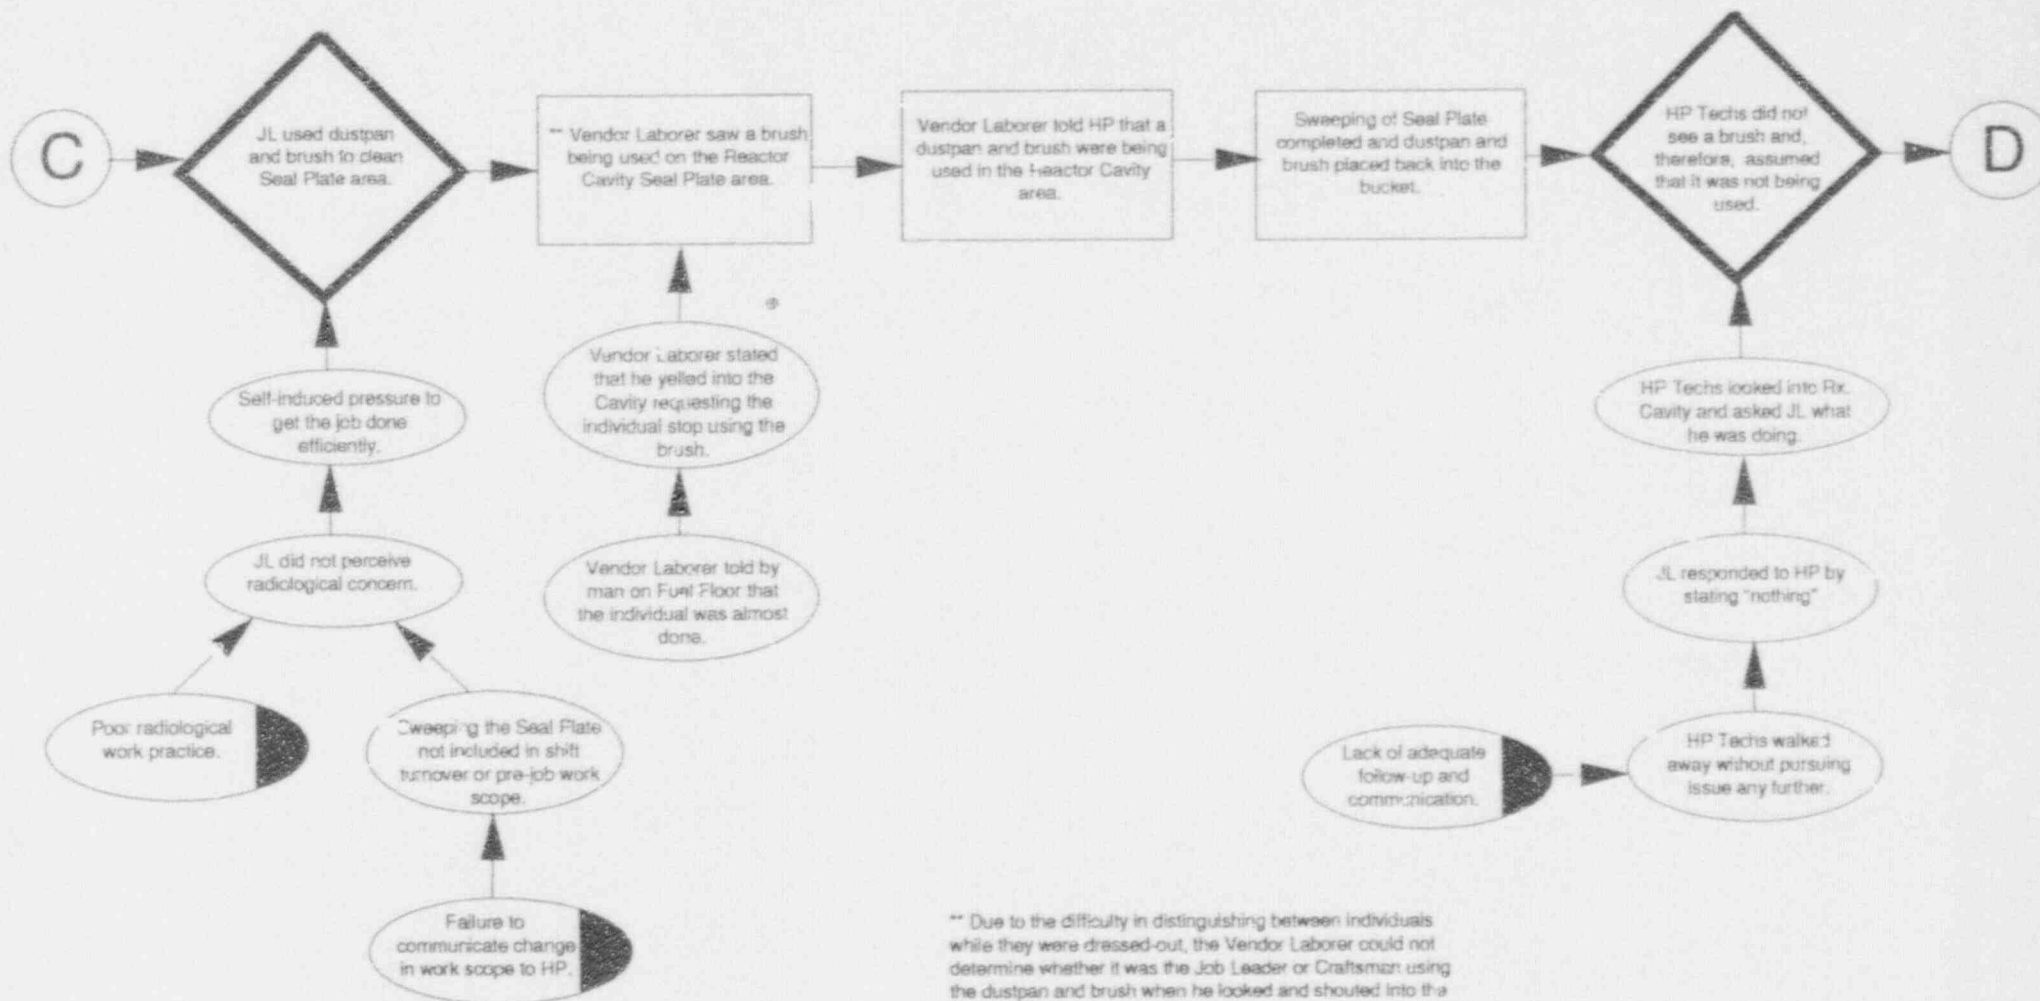 C
JL used dustpan
and brush to clean
Seal Plate area.
** Vendor Laborer saw a brush
being used on the Reactor
Cavity Seal Plate area.
Vendor Laborer told HP that a
dustpan and brush were being
used in the Reactor Cavity
area.
Sweeping of Seal Plate
completed and dustpan and
brush placed back into the
bucket.
HP Techs did not
see a brush and,
therefore, assumed
that it was not being
used.
D
Self-induced pressure to
get the job done
efficiently.
JL did not perceive
radiological concern.
Poor radiological
work practice.
Sweeping the Seal Plate
not included in shift
turnover or pre-job work
scope.
Failure to
communicate change
in work scope to HP.
Vendor Laborer stated
that he yelled into the
Cavity requesting the
individual stop using the
brush.
Vendor Laborer told by
man on Fuel Floor that
the individual was almost
done.
HP Techs looked into Rx.
Cavity and asked JL what
he was doing.
JL responded to HP by
stating "nothing"
HP Techs walked
away without pursuing
issue any further.
Lack of adequate
follow-up and
communication.
** Due to the difficulty in distinguishing between individuals
while they were dressed-out, the Vendor Laborer could not
determine whether it was the Job Leader or Craftsman using
the dustpan and brush when he looked and shouted into the